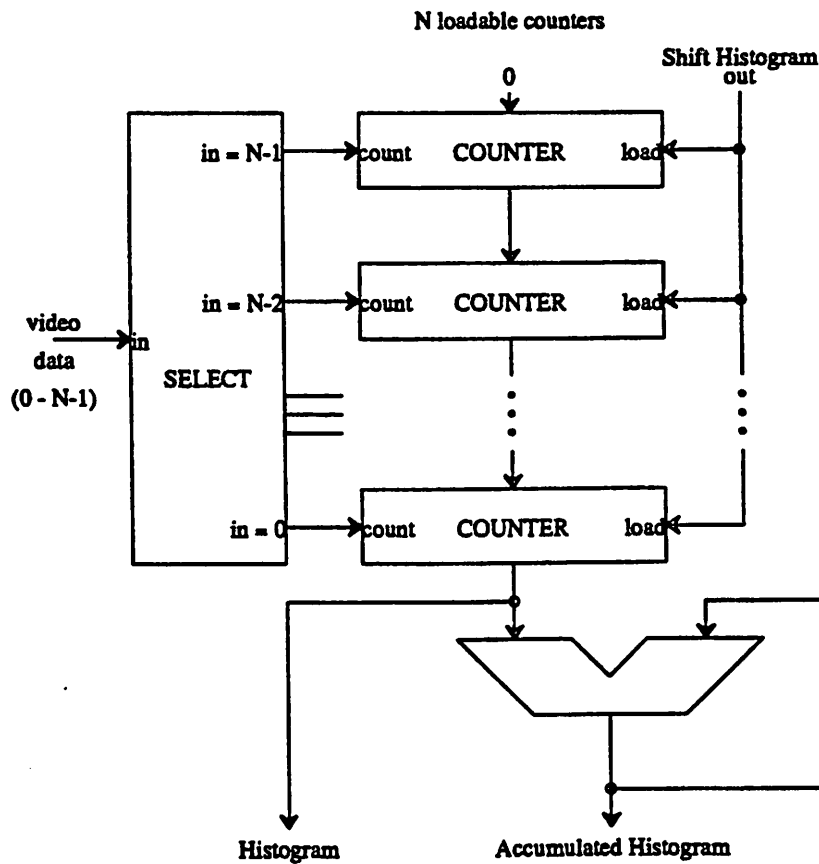 N loadable counters
Shift Histogram
out
0
in = N-1
count
COUNTER
load
in = N-2
count
COUNTER
load
video
data
(0 - N-1)
in
SELECT
in = 0
count
COUNTER
load
Histogram
Accumulated Histogram